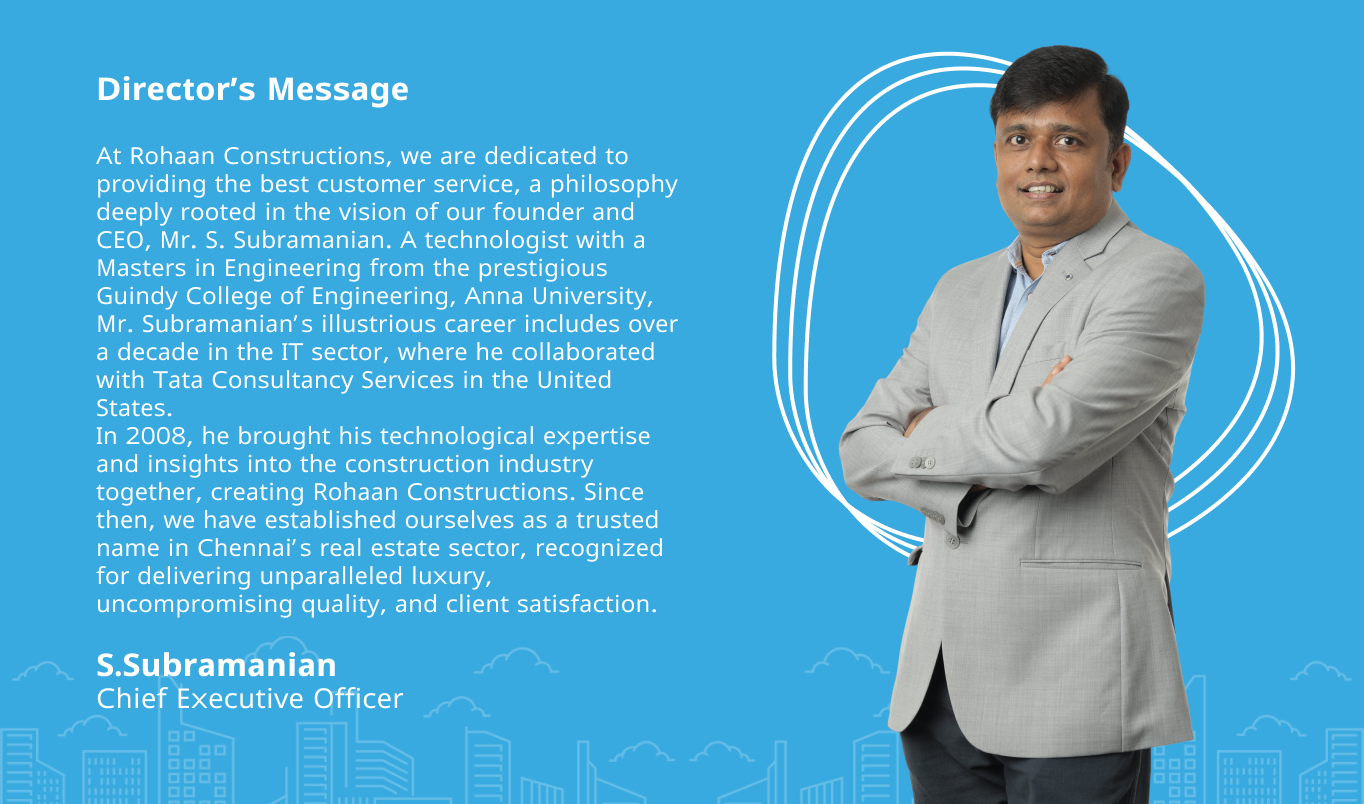 Director’s Message
At Rohaan Constructions, we are dedicated to
providing the best customer service, a philosophy
deeply rooted in the vision of our founder and
CEO, Mr. S. Subramanian. A technologist with a
Masters in Engineering from the prestigious
Guindy College of Engineering, Anna University,
Mr. Subramanian’s illustrious career includes over
a decade in the IT sector, where he collaborated
with Tata Consultancy Services in the United
States.
In 2008, he brought his technological expertise
and insights into the construction industry
together, creating Rohaan Constructions. Since
then, we have established ourselves as a trusted
name in Chennai’s real estate sector, recognized
for delivering unparalleled luxury,
uncompromising quality, and client satisfaction.
S.Subramanian
Chief Executive Officer